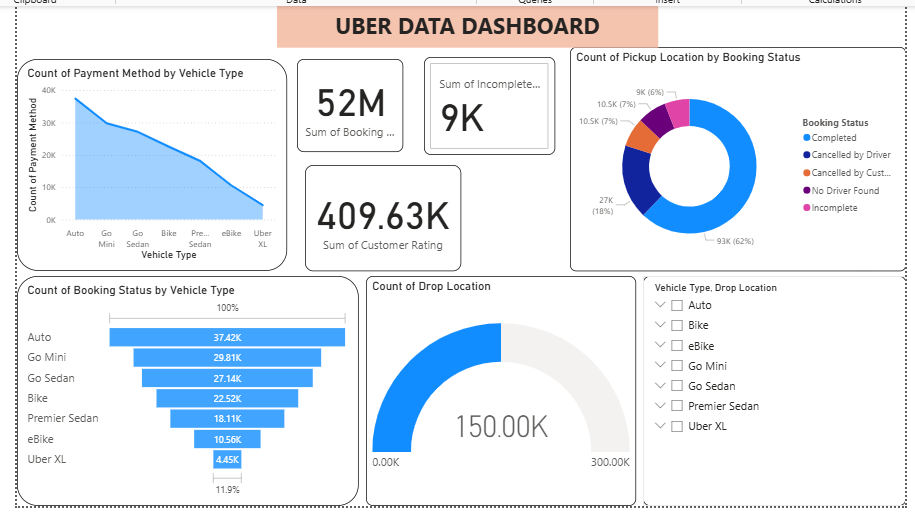 Clipboard Data Queries Insert Calculations
UBER DATA DASHBOARD
Count of Payment Method by Vehicle Type
40K
30K
20K
10K
0K
Count of Payment Method
Auto
Go
Mini
Go
Sedan
Bike
Pre...
Sedan
eBike
Uber
XL
Vehicle Type
52M
Sum of Booking ...
Sum of Incomplete...
9K
409.63K
Sum of Customer Rating
Count of Pickup Location by Booking Status
9K (6%)
10.5K (7%)
10.5K (7%)
27K
(18%)
93K (62%)
Booking Status
Completed
Cancelled by Driver
Cancelled by Cust...
No Driver Found
Incomplete
Count of Booking Status by Vehicle Type
100%
Auto 37.42K
Go Mini 29.81K
Go Sedan 27.14K
Bike 22.52K
Premier Sedan 18.11K
eBike 10.56K
Uber XL 4.45K
11.9%
Count of Drop Location
150.00K
0.00K 300.00K
Vehicle Type, Drop Location
Auto
Bike
eBike
Go Mini
Go Sedan
Premier Sedan
Uber XL